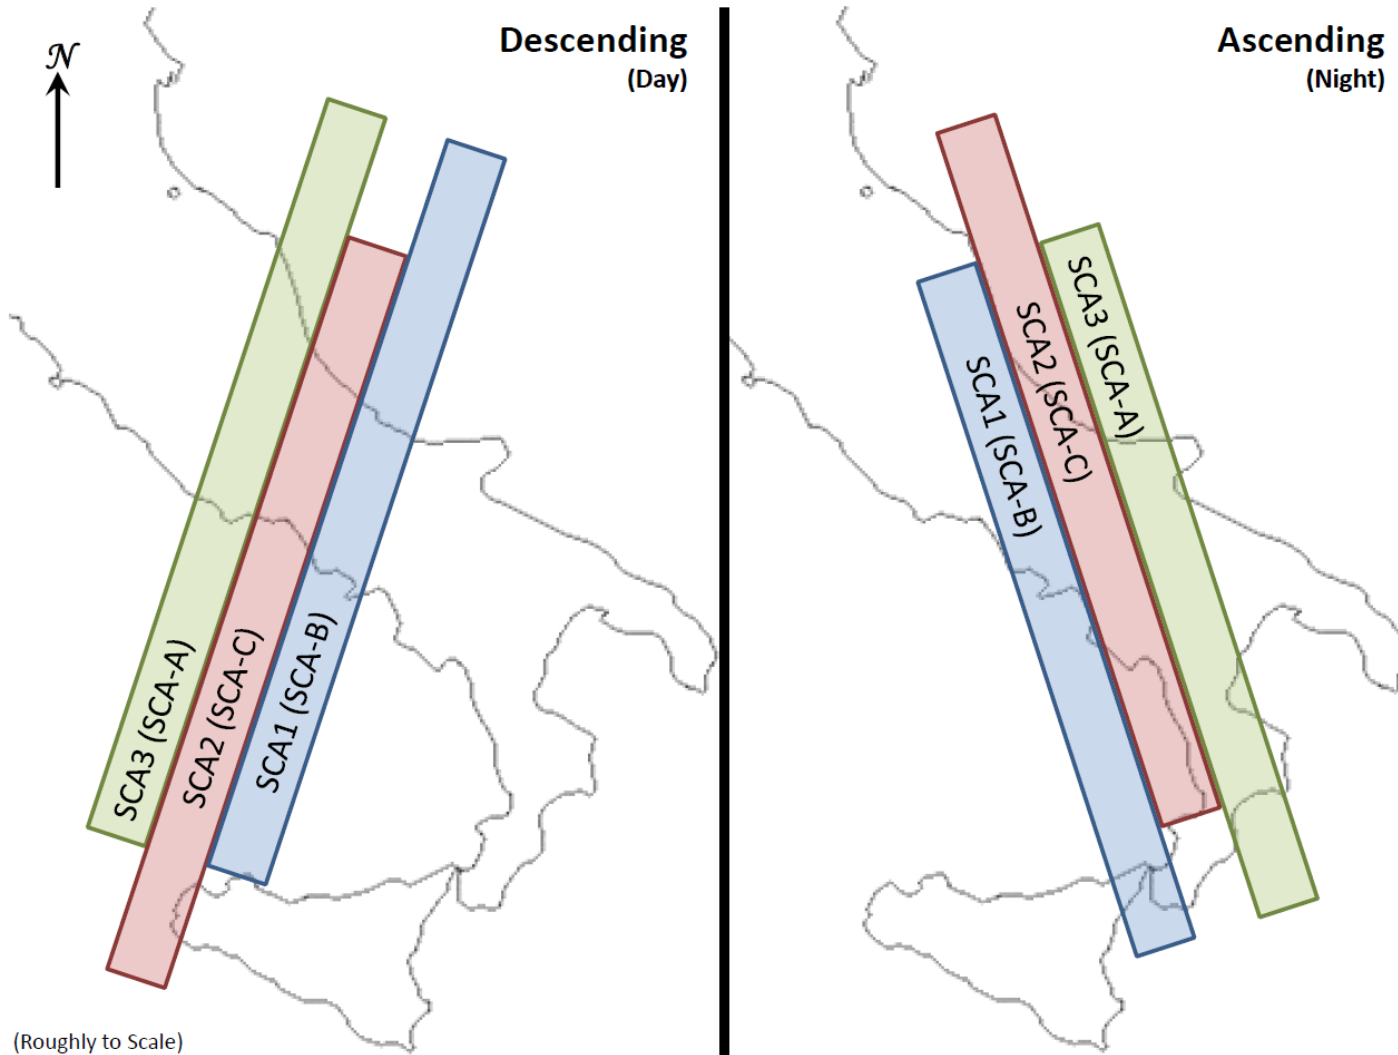 Descending
(Day)
N
SCA3 (SCA-A)
SCA2 (SCA-C)
SCA1 (SCA-B)
(Roughly to Scale)
Ascending
(Night)
SCA1 (SCA-B)
SCA2 (SCA-C)
SCA3 (SCA-A)